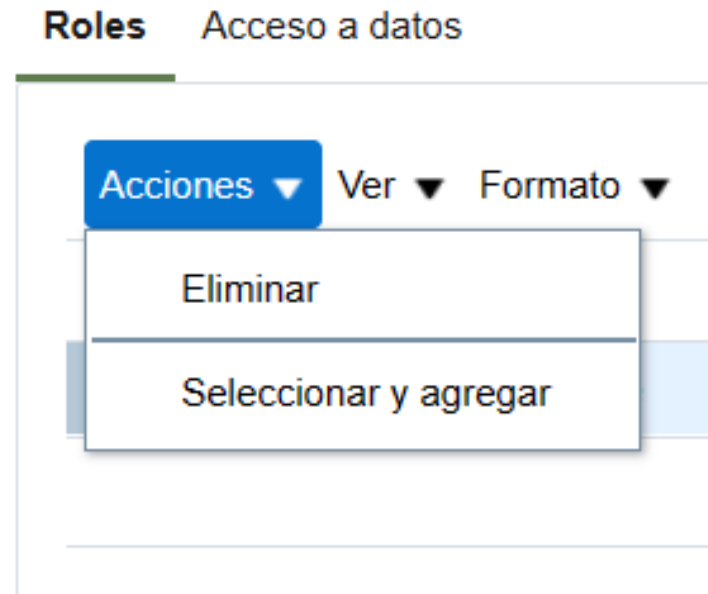 Roles Acceso a datos
Acciones Ver Formato
Eliminar
Seleccionar y agregar